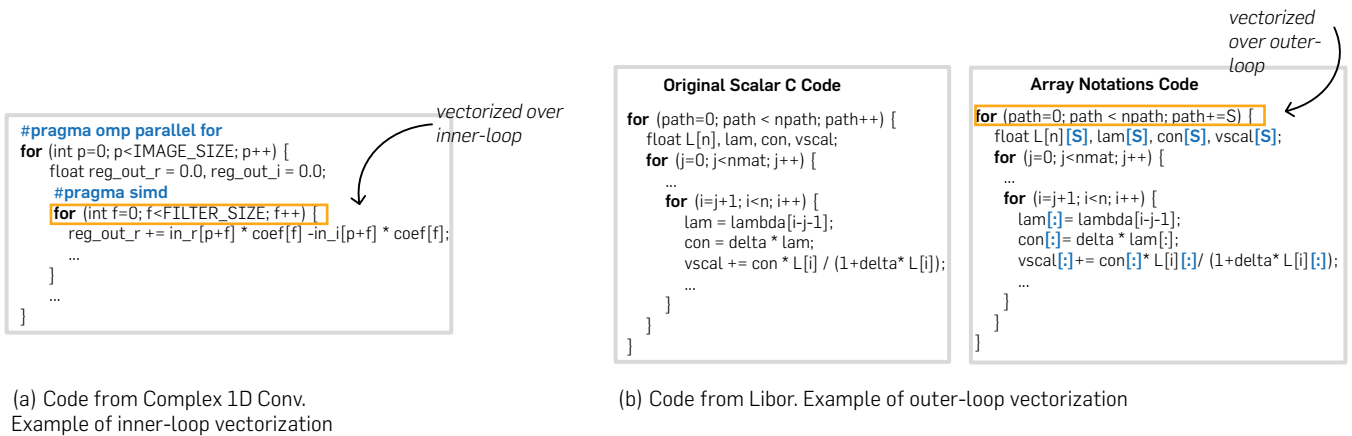 #pragma omp parallel for
for (int p=0; p<IMAGE_SIZE; p++) {
float reg_out_r = 0.0, reg_out_i = 0.0;
#pragma simd
for (int f=0; f<FILTER_SIZE; f++) {
reg_out_r += in_r[p+f] * coef[f] -in_i[p+f] * coef[f];
...
}
...
}
vectorized over
inner-loop
(a) Code from Complex 1D Conv.
Example of inner-loop vectorization
Original Scalar C Code
for (path=0; path < npath; path++) {
float L[n], lam, con, vscal;
for (j=0; j<nmat; j++) {
...
for (i=j+1; i<n; i++) {
lam = lambda[i-j-1];
con = delta * lam;
vscal += con * L[i] / (1+delta* L[i]);
...
}
}
}
vectorized
over outer-
loop
Array Notations Code
for (path=0; path < npath; path+=S) {
float L[n][S], lam[S], con[S], vscal[S];
for (j=0; j<nmat; j++) {
...
for (i=j+1; i<n; i++) {
lam[:]= lambda[i-j-1];
con[:]= delta * lam[:];
vscal[:]+= con[:]* L[i][:]/ (1+delta* L[i][:]);
...
}
}
}
(b) Code from Libor. Example of outer-loop vectorization